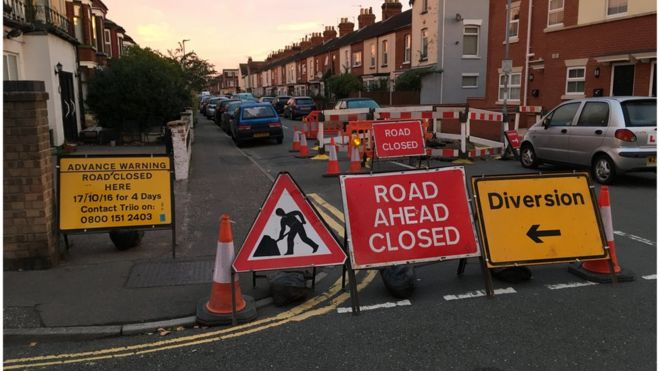 ADVANCE WARNING
ROAD CLOSED
HERE
17/10/16 for 4 Days
Contact Triio on:
0800 151 2403
ROAD
CLOSED
ROAD
AHEAD
CLOSED
Diversion
L